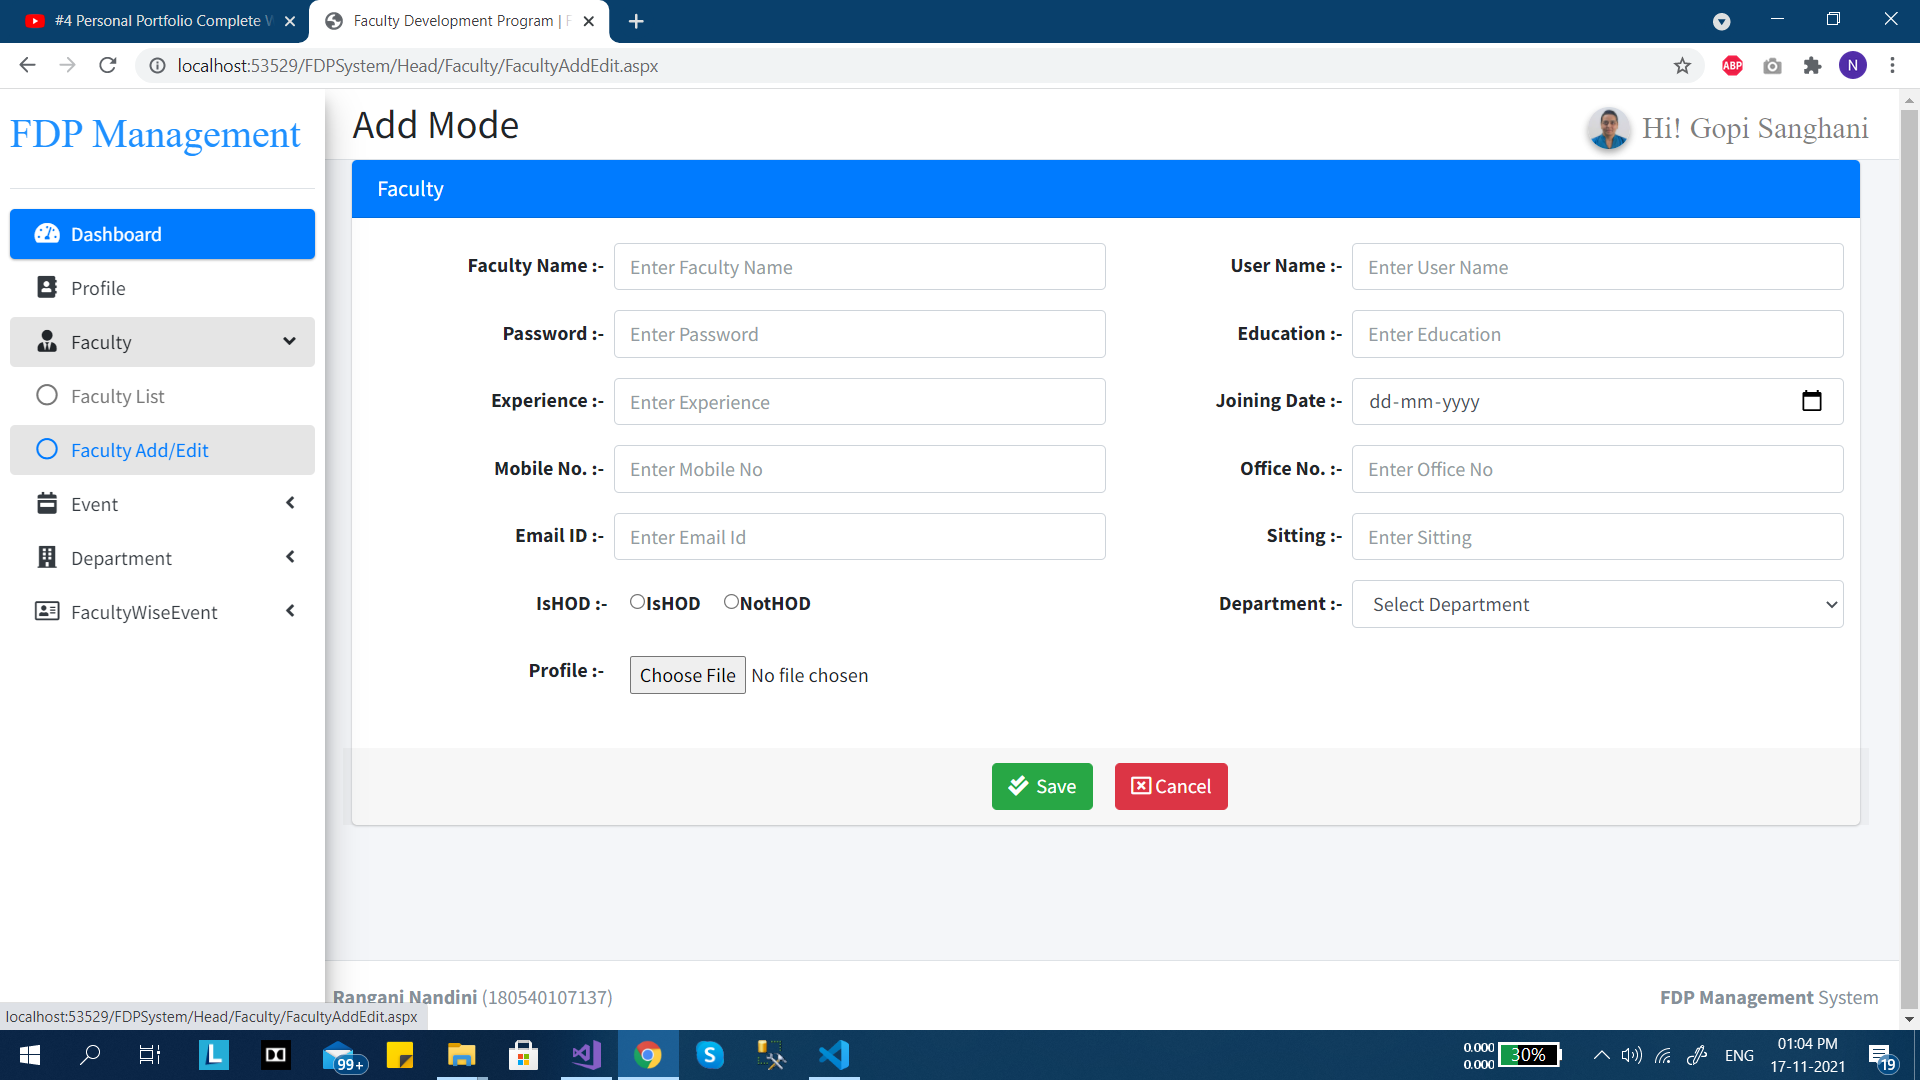 #4 Personal Portfolio Complete
Faculty Development Program |
localhost:53529/FDPSystem/Head/Faculty/FacultyAddEdit.aspx
ABP
N
FDP Management
Add Mode
Hi! Gopi Sanghani
Faculty
Dashboard
Profile
Faculty
Faculty List
Faculty Add/Edit
Event
Department
FacultyWiseEvent
Faculty Name :- Enter Faculty Name
User Name :- Enter User Name
Password :- Enter Password
Education :- Enter Education
Experience :- Enter Experience
Joining Date :- dd-mm-yyyy
Mobile No. :- Enter Mobile No
Office No. :- Enter Office No
Email ID :- Enter Email Id
Sitting :- Enter Sitting
IsHOD :- IsHOD NotHOD
Department :- Select Department
Profile :- Choose File No file chosen
Save Cancel
Rangani Nandini (180540107137)
FDP Management System
localhost:53529/FDPSystem/Head/Faculty/FacultyAddEdit.aspx
L
99+
S
0.000
0.000
30%
ENG
01:04 PM
17-11-2021
19